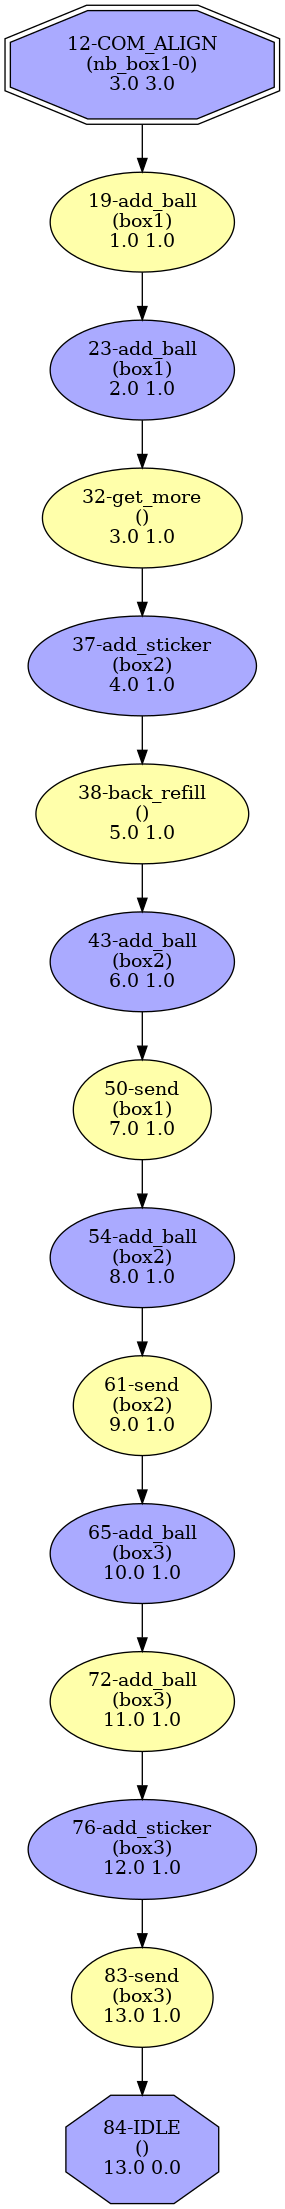 12-COM_ALIGN
(nb_box1-0)
3.0 3.0
19-add_ball
(box1)
1.0 1.0
23-add_ball
(box1)
2.0 1.0
32-get_more
()
3.0 1.0
37-add_sticker
(box2)
4.0 1.0
38-back_refill
()
5.0 1.0
43-add_ball
(box2)
6.0 1.0
50-send
(box1)
7.0 1.0
54-add_ball
(box2)
8.0 1.0
61-send
(box2)
9.0 1.0
65-add_ball
(box3)
10.0 1.0
72-add_ball
(box3)
11.0 1.0
76-add_sticker
(box3)
12.0 1.0
83-send
(box3)
13.0 1.0
84-IDLE
()
13.0 0.0